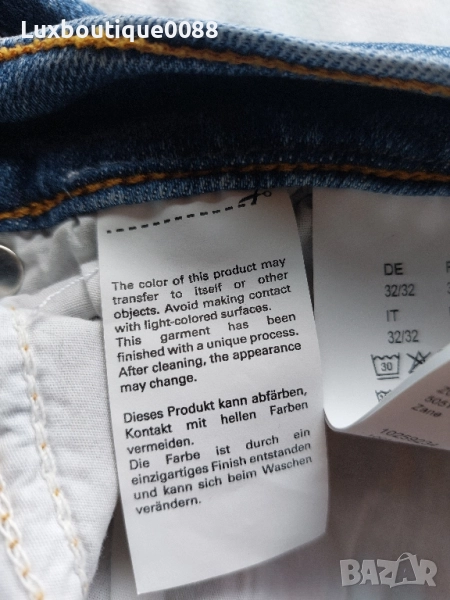 Luxboutique0088
The color of this product may
transfer to itself or other
objects. Avoid making contact
with light-colored surfaces.
This garment has been
finished with a unique process.
After cleaning, the appearance
may change.
Dieses Produkt kann abfärben,
Kontakt mit hellen Farben
vermeiden.
Die Farbe ist durch ein
einzigartiges Finish entstanden
und kann sich beim Waschen
verändern.
DE
32/32
IT
32/32
30
Zane
BAZAR